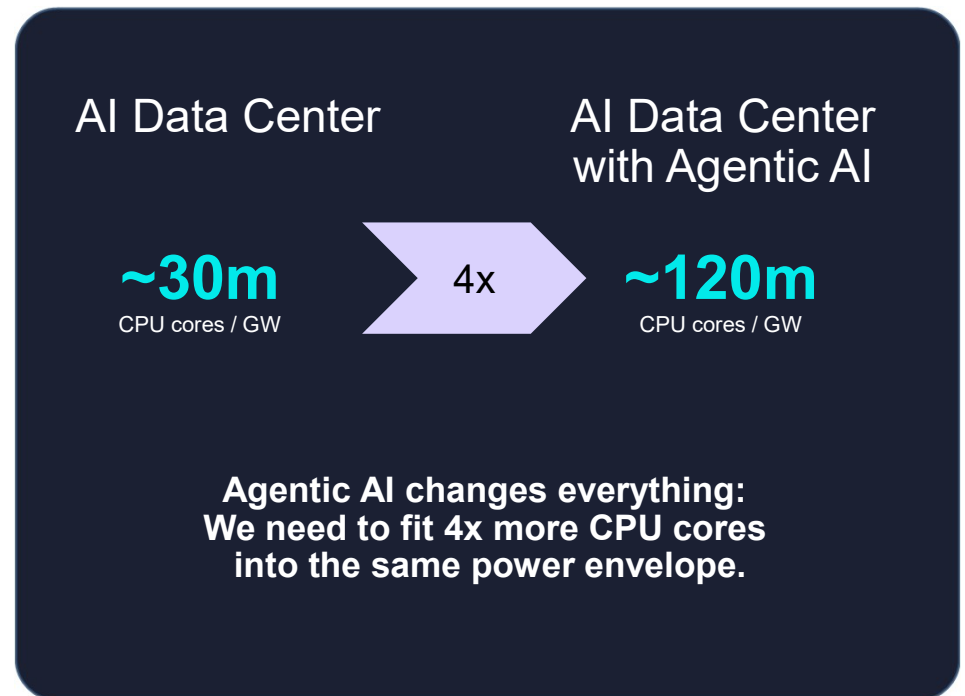 AI Data Center
AI Data Center
with Agentic AI
~30m
CPU cores / GW
4x
~120m
CPU cores / GW
Agentic AI changes everything:
We need to fit 4x more CPU cores
into the same power envelope.